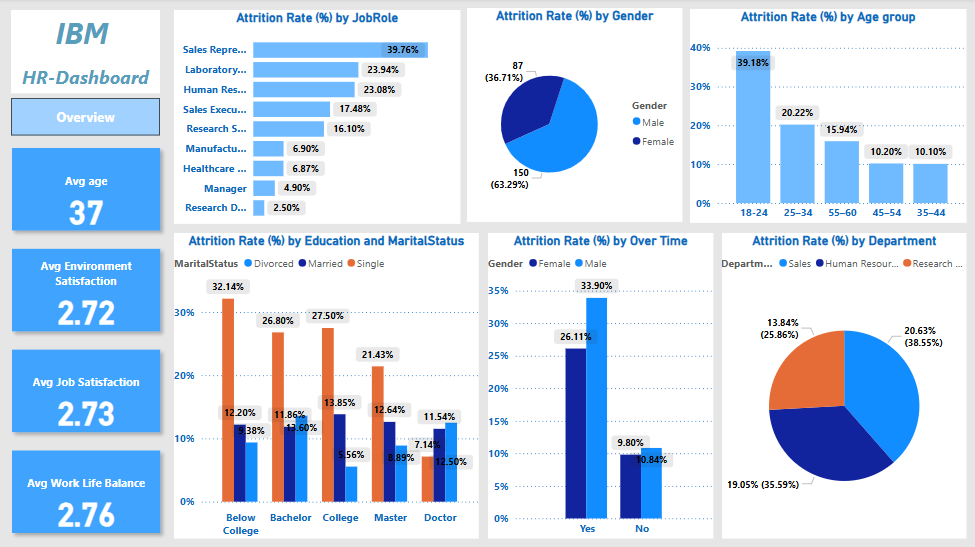 IBM
HR-Dashboard
Overview
Avg age
37
Avg Environment
Satisfaction
2.72
Avg Job Satisfaction
2.73
Avg Work Life Balance
2.76
Attrition Rate (%) by JobRole
Sales Repre... 39.76%
Laboratory... 23.94%
Human Res... 23.08%
Sales Execu... 17.48%
Research S... 16.10%
Manufactu... 6.90%
Healthcare ... 6.87%
Manager 4.90%
Research D... 2.50%
Attrition Rate (%) by Gender
87
(36.71%)
150
(63.29%)
Gender
Male
Female
Attrition Rate (%) by Age group
40%
30%
20%
10%
0%
39.18%
20.22%
15.94%
10.20%
10.10%
18-24 25–34 55–60 45–54 35–44
Attrition Rate (%) by Education and MaritalStatus
MaritalStatus Divorced Married Single
30%
20%
10%
0%
32.14%
12.20%
9.38%
26.80%
11.86%
13.60%
27.50%
13.85%
5.56%
21.43%
12.64%
8.89%
7.14%
11.54%
12.50%
Below
College
Bachelor
College
Master
Doctor
Attrition Rate (%) by Over Time
Gender Female Male
35%
30%
25%
20%
15%
10%
5%
0%
26.11%
33.90%
9.80%
10.84%
Yes No
Attrition Rate (%) by Department
Departm... Sales Human Resour... Research ...
13.84%
(25.86%)
20.63%
(38.55%)
19.05% (35.59%)